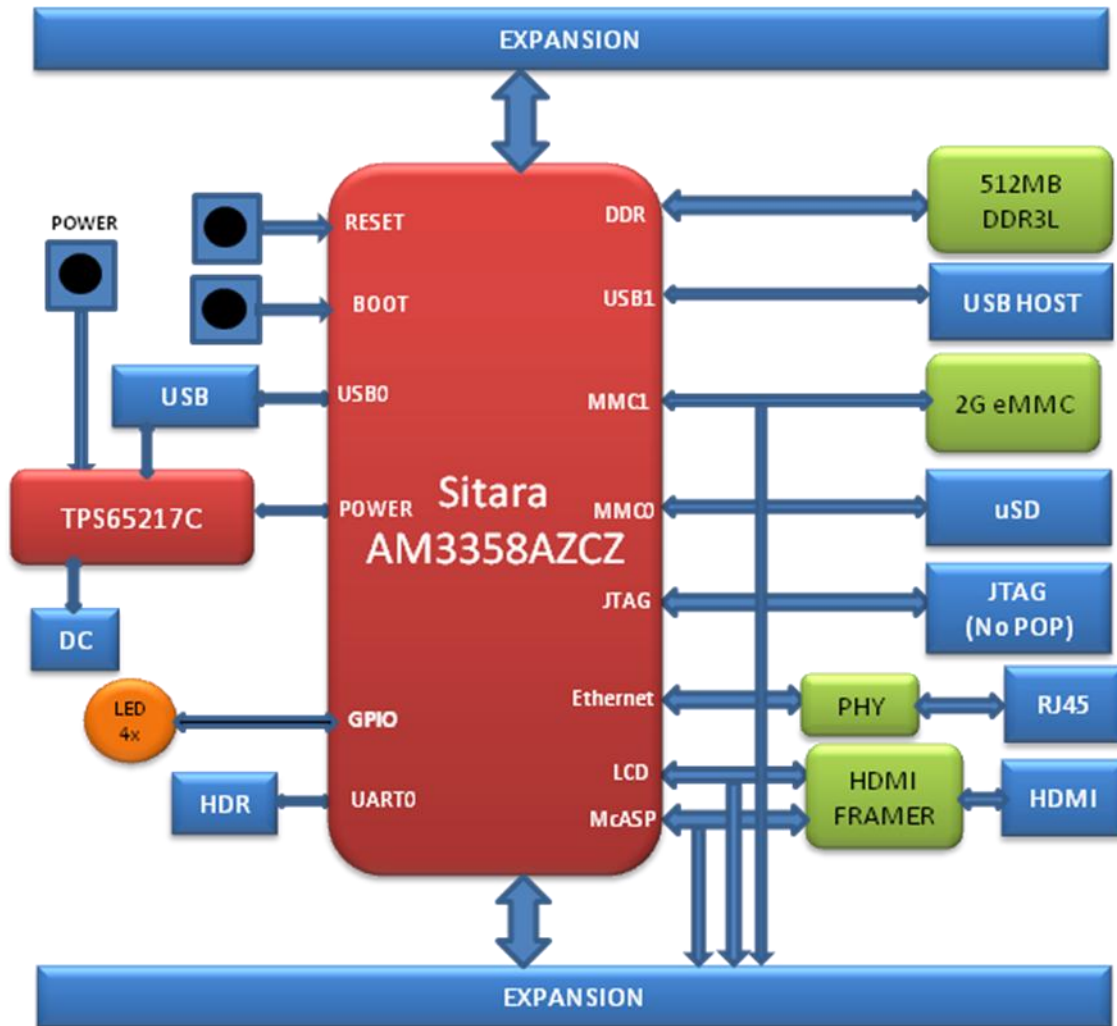 EXPANSION
POWER
RESET
BOOT
USB
USB0
TPS65217C
POWER
DC
LED
4x
GPIO
HDR
UART0
Sitara
AM3358AZCZ
DDR
USB1
MMC1
MMC0
JTAG
Ethernet
LCD
McASP
512MB
DDR3L
USB HOST
2G eMMC
uSD
JTAG
(No POP)
PHY
RJ45
HDMI
FRAMER
HDMI
EXPANSION